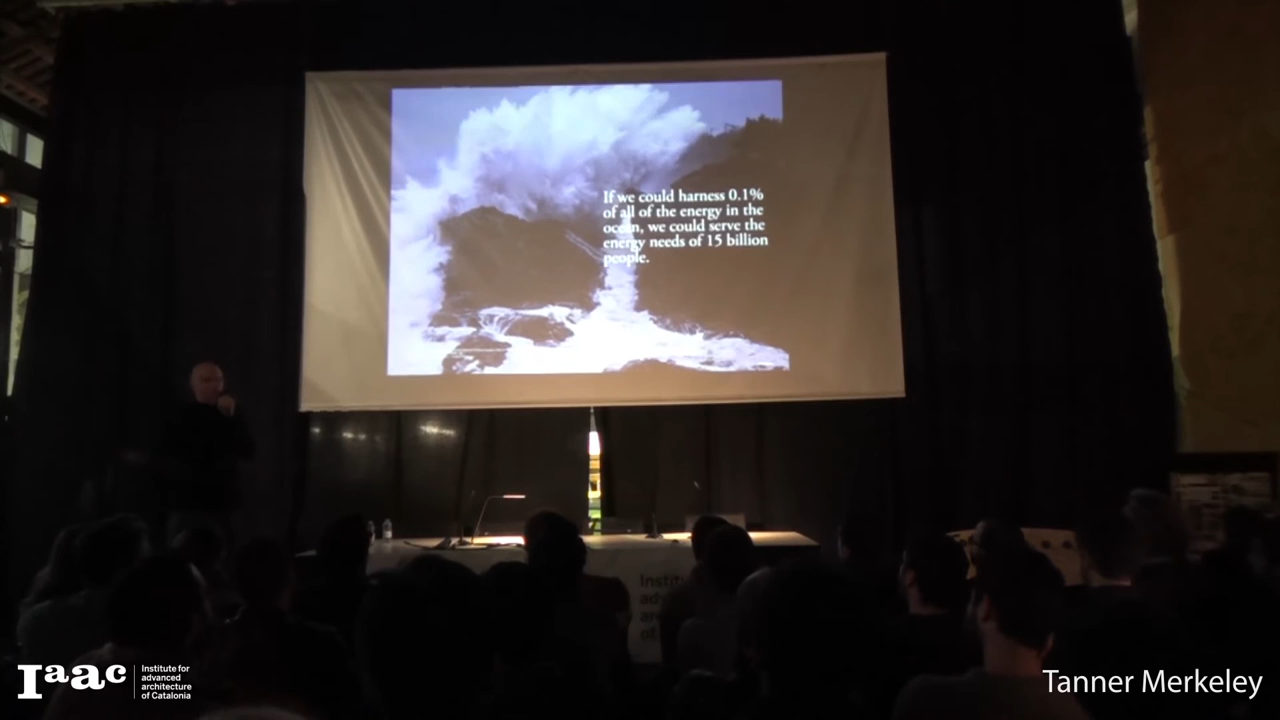 If we could harness 0.1%
of all of the energy in the
ocean, we could serve the
energy needs of 15 billion
people.
Iaac
Institute for
advanced
architecture
of Catalonia
Tanner Merkeley